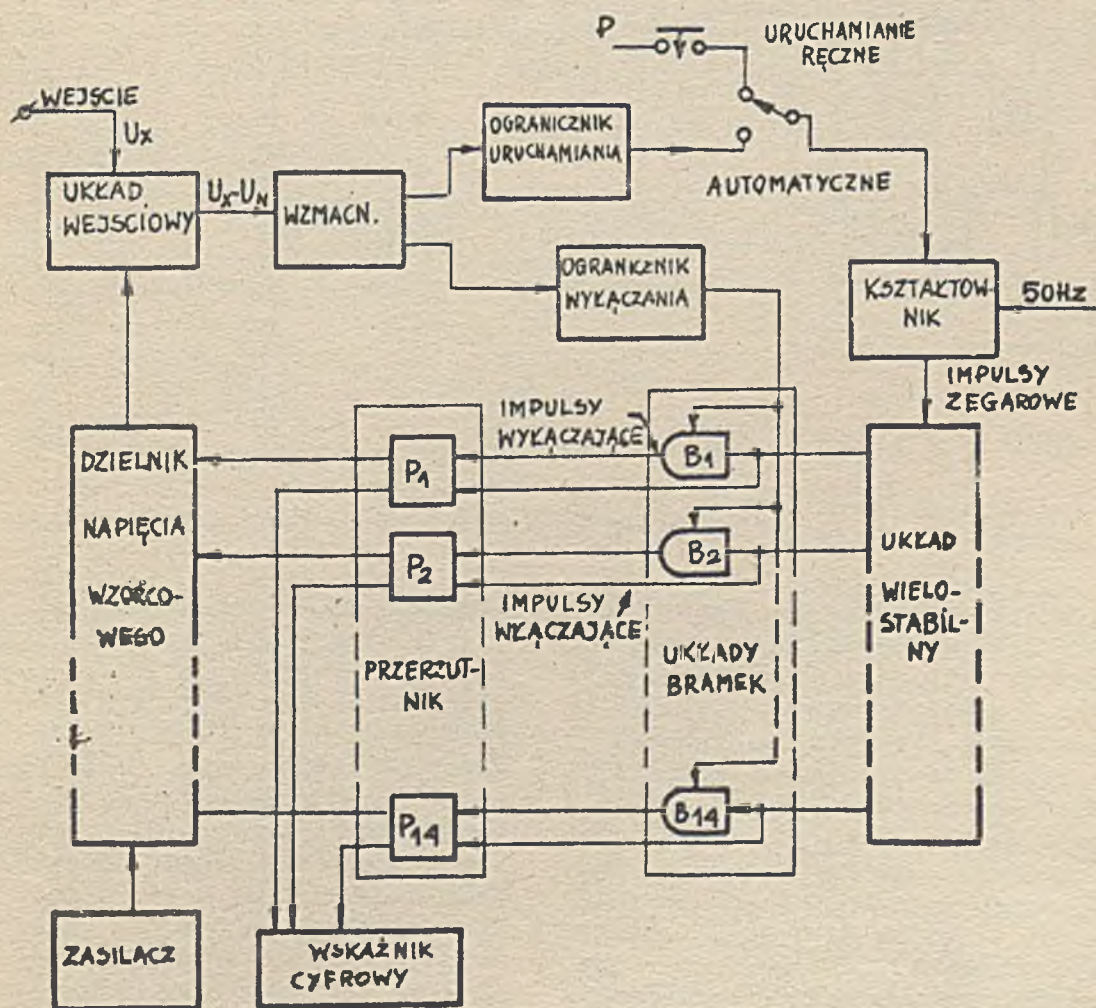 P
URUCHAMIANIE
RĘCZNE
WEJŚCIE
Ux
OGRANICZNIK
URUCHAMIANIA
AUTOMATYCZNE
UKŁAD
WEJSCIOWY
Ux-UN
WZMACN.
OGRANICZNIK
WYŁĄCZANIA
KSZTAŁTOW-
NIK
50Hz
IMPULSY
ZEGAROWE
IMPULSY
WYŁĄCZAJĄCE
DZIELNIK
NAPIĘCIA
WZORCO-
WEGO
P1
B1
P2
B2
UKŁAD
WIELO-
STABIL-
NY
IMPULSY
WŁĄCZAJĄCE
PRZERZUT-
NIK
UKŁADY
BRAMEK
P14
B14
ZASILACZ
WSKAŹNIK
CYFROWY